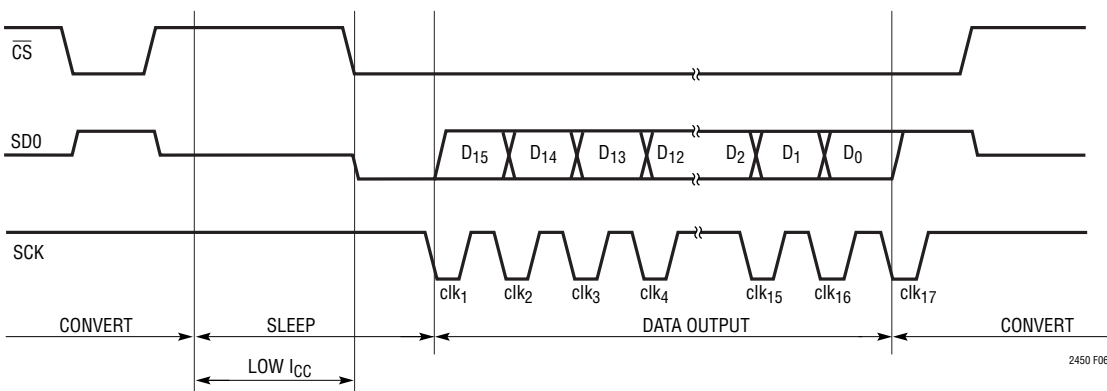 CS
SD0
D15 D14 D13 D12 D2 D1 D0
SCK
clk1 clk2 clk3 clk4 clk15 clk16 clk17
CONVERT SLEEP DATA OUTPUT CONVERT
LOW ICC
2450 F06